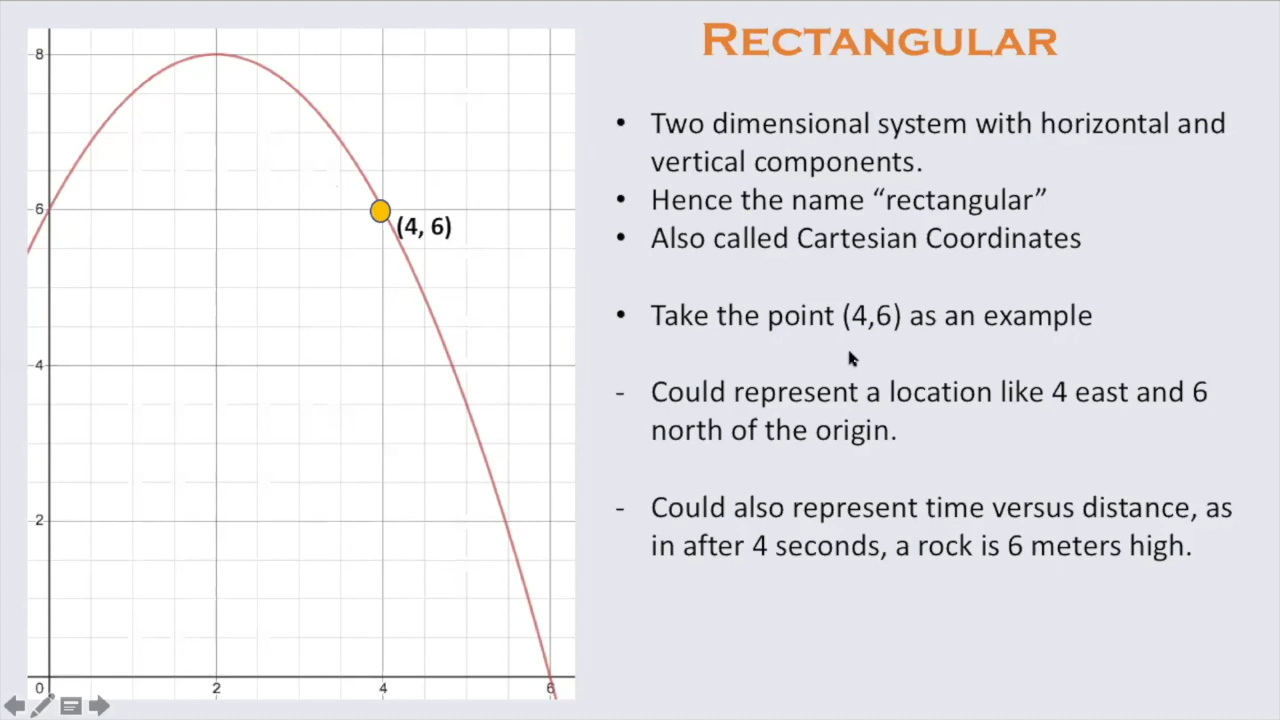 RECTANGULAR
• Two dimensional system with horizontal and
vertical components.
• Hence the name “rectangular”
• Also called Cartesian Coordinates
• Take the point (4,6) as an example
- Could represent a location like 4 east and 6
north of the origin.
- Could also represent time versus distance, as
in after 4 seconds, a rock is 6 meters high.
8
6
(4, 6)
4
2
0 2 4 6